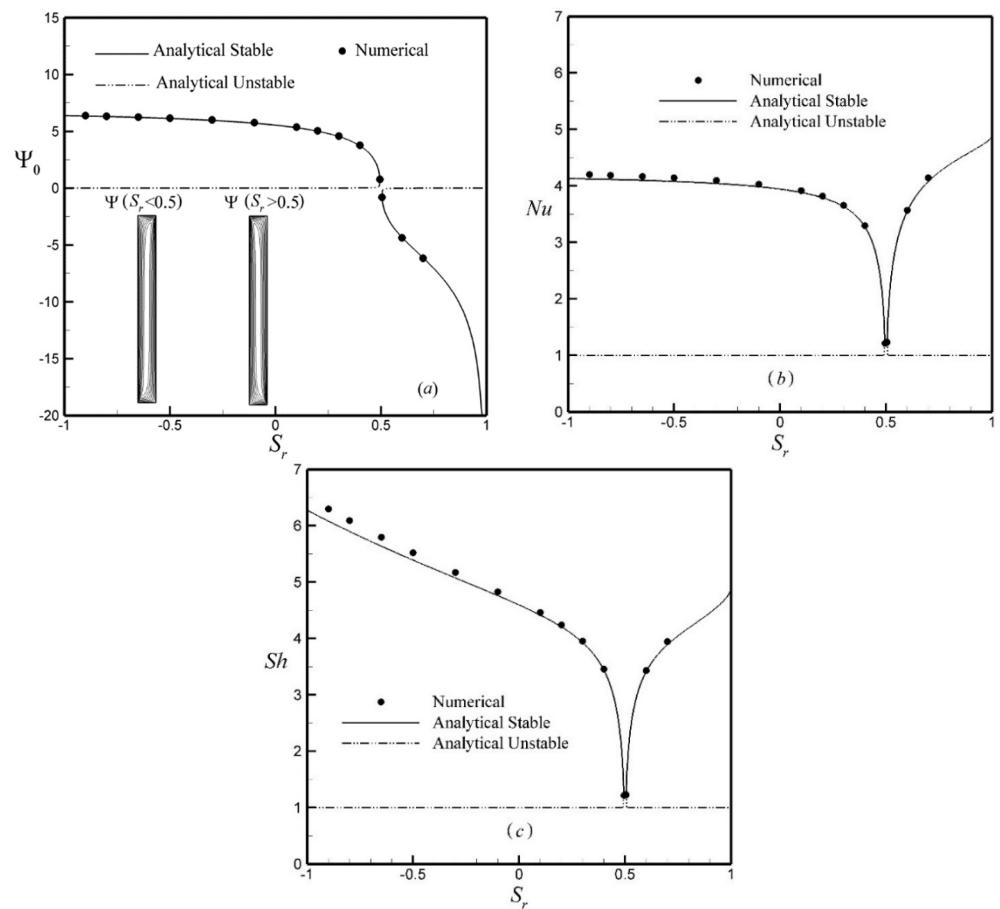 15
10
5
0
-5
-10
-15
-20
Ψ₀
Analytical Stable
Numerical
Analytical Unstable
Ψ (Sᵣ<0.5)
Ψ (Sᵣ>0.5)
(a)
-1
-0.5
0
0.5
1
Sᵣ
7
6
5
4
3
2
1
0
Nu
Numerical
Analytical Stable
Analytical Unstable
(b)
-1
-0.5
0
0.5
1
Sᵣ
7
6
5
4
3
2
1
0
Sh
Numerical
Analytical Stable
Analytical Unstable
(c)
-1
-0.5
0
0.5
1
Sᵣ